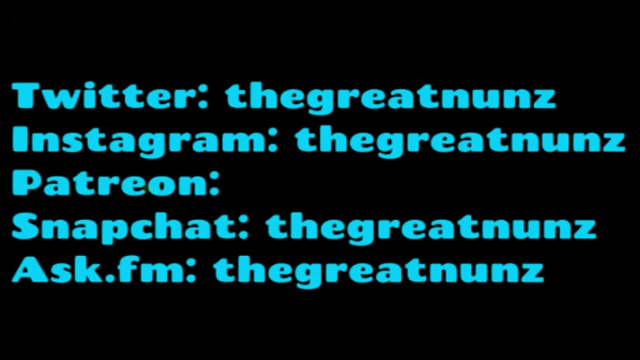 Twitter: thegreatnunz
Instagram: thegreatnunz
Patreon:
Snapchat: thegreatnunz
Ask.fm: thegreatnunz